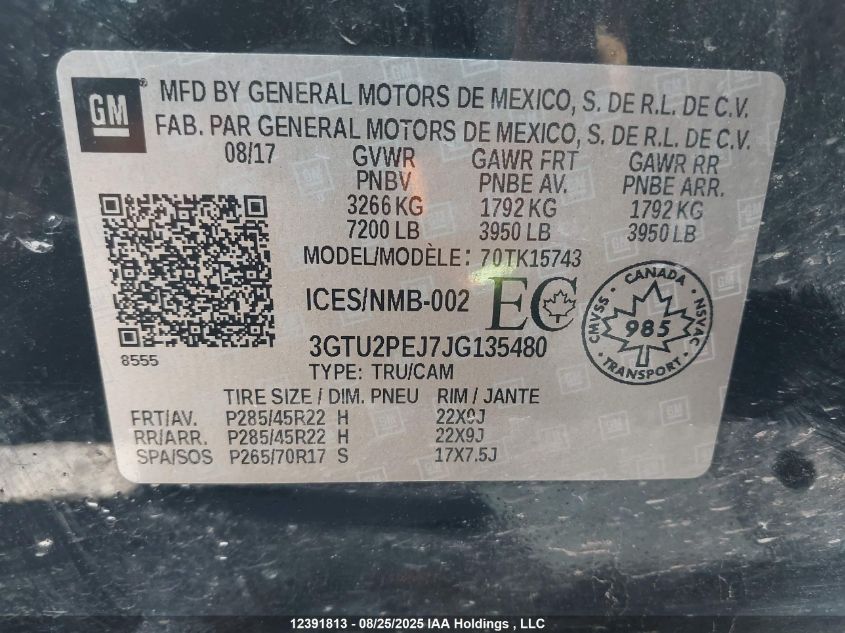 GM
MFD BY GENERAL MOTORS DE MEXICO, S. DE R.L. DE C.V.
FAB. PAR GENERAL MOTORS DE MEXICO, S. DE R.L. DE C.V.
08/17 GVWR GAWR FRT GAWR RR
PNBV PNBE AV. PNBE ARR.
3266 KG 1792 KG 1792 KG
7200 LB 3950 LB 3950 LB
MODEL/MODÈLE: 70TK15743
ICES/NMB-002 EC
CANADA
CMVSS 985 NSVAC
TRANSPORT
8555
3GTU2PEJ7JG135480
TYPE: TRU/CAM
TIRE SIZE / DIM. PNEU RIM / JANTE
FRT/AV. P285/45R22 H 22X9J
RR/ARR. P285/45R22 H 22X9J
SPA/SOS P265/70R17 S 17X7.5J
12391813 - 08/25/2025 IAA Holdings , LLC